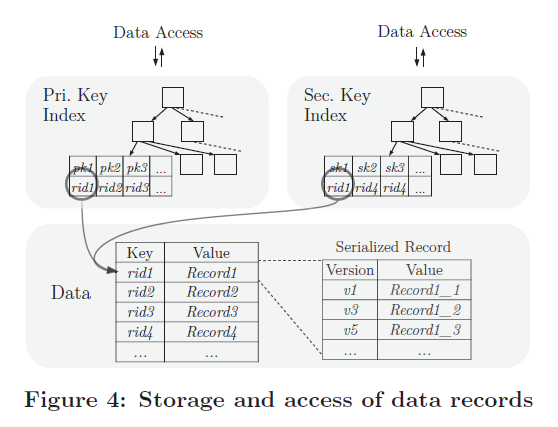 Data Access
Data Access
Pri. Key
Index
pk1 pk2 pk3 ...
rid1 rid2 rid3 ...
Sec. Key
Index
sk1 sk2 sk3 ...
rid1 rid4 rid4 ...
Data
Key Value
rid1 Record1
rid2 Record2
rid3 Record3
rid4 Record4
... ...
Serialized Record
Version Value
v1 Record1_1
v3 Record1_2
v5 Record1_3
... ...
Figure 4: Storage and access of data records